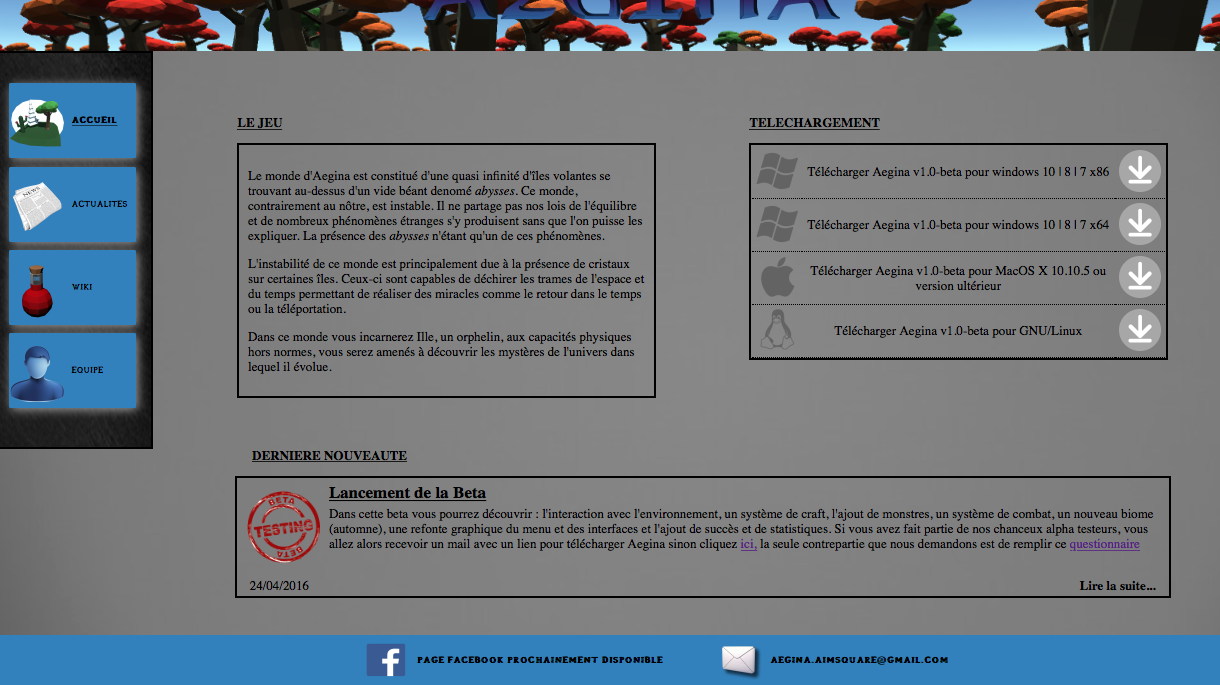 AEGINA
ACCUEIL
ACTUALITÉS
WIKI
EQUIPE
LE JEU
Le monde d'Aegina est constitué d'une quasi infinité d'îles volantes se
trouvant au-dessus d'un vide béant denomé abysses. Ce monde,
contrairement au nôtre, est instable. Il ne partage pas nos lois de l'équilibre
et de nombreux phénomènes étranges s'y produisent sans que l'on puisse les
expliquer. La présence des abysses n'étant qu'un de ces phénomènes.
L'instabilité de ce monde est principalement due à la présence de cristaux
sur certaines îles. Ceux-ci sont capables de déchirer les trames de l'espace et
du temps permettant de réaliser des miracles comme le retour dans le temps
ou la téléportation.
Dans ce monde vous incarnerez Ille, un orphelin, aux capacités physiques
hors normes, vous serez amenés à découvrir les mystères de l'univers dans
lequel il évolue.
TELECHARGEMENT
Télécharger Aegina v1.0-beta pour windows 10 | 8 | 7 x86
Télécharger Aegina v1.0-beta pour windows 10 | 8 | 7 x64
Télécharger Aegina v1.0-beta pour MacOS X 10.10.5 ou
version ultérieur
Télécharger Aegina v1.0-beta pour GNU/Linux
DERNIERE NOUVEAUTE
BETA
TESTING
BETA
Lancement de la Beta
Dans cette beta vous pourrez découvrir : l'interaction avec l'environnement, un système de craft, l'ajout de monstres, un système de combat, un nouveau biome
(automne), une refonte graphique du menu et des interfaces et l'ajout de succès et de statistiques. Si vous avez fait partie de nos chanceux alpha testeurs, vous
allez alors recevoir un mail avec un lien pour télécharger Aegina sinon cliquez ici, la seule contrepartie que nous demandons est de remplir ce questionnaire
24/04/2016
Lire la suite...
PAGE FACEBOOK PROCHAINEMENT DISPONIBLE
AEGINA.AIMSQUARE@GMAIL.COM